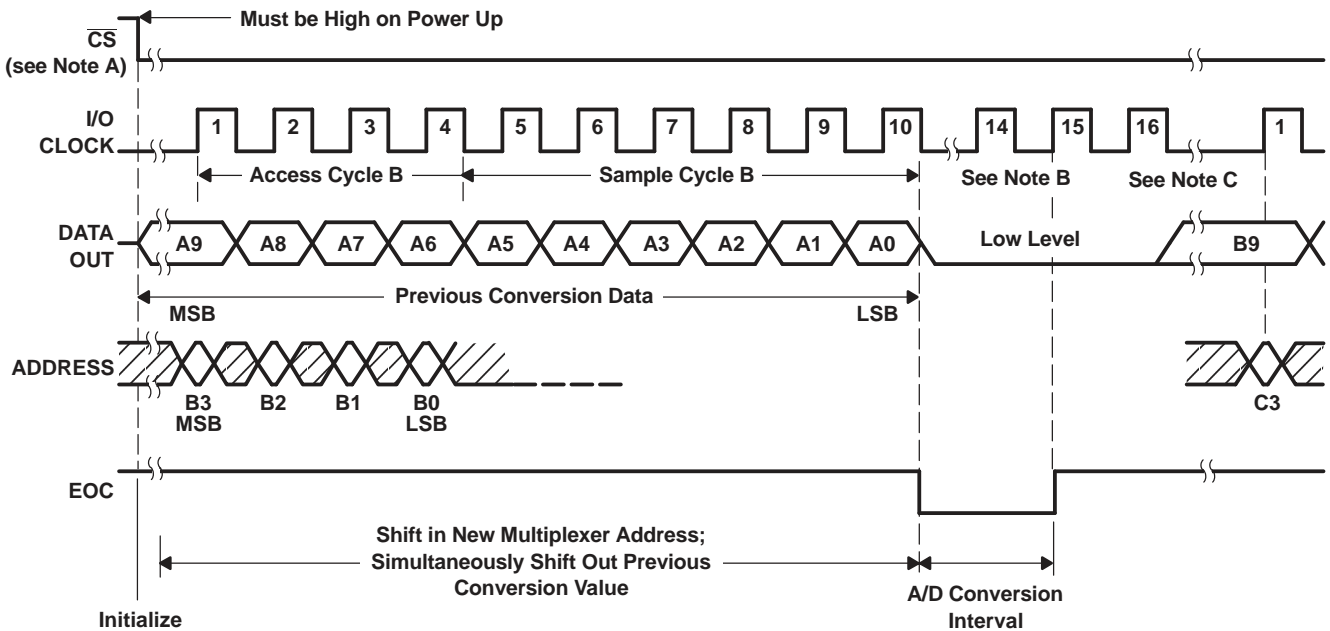 Must be High on Power Up
CS
(see Note A)
I/O
CLOCK
1 2 3 4 5 6 7 8 9 10 14 15 16 1
Access Cycle B Sample Cycle B See Note B See Note C
DATA
OUT
A9 A8 A7 A6 A5 A4 A3 A2 A1 A0 Low Level B9
Previous Conversion Data
MSB LSB
ADDRESS
B3 B2 B1 B0 C3
MSB LSB
EOC
Shift in New Multiplexer Address;
Simultaneously Shift Out Previous
Conversion Value
A/D Conversion
Interval
Initialize